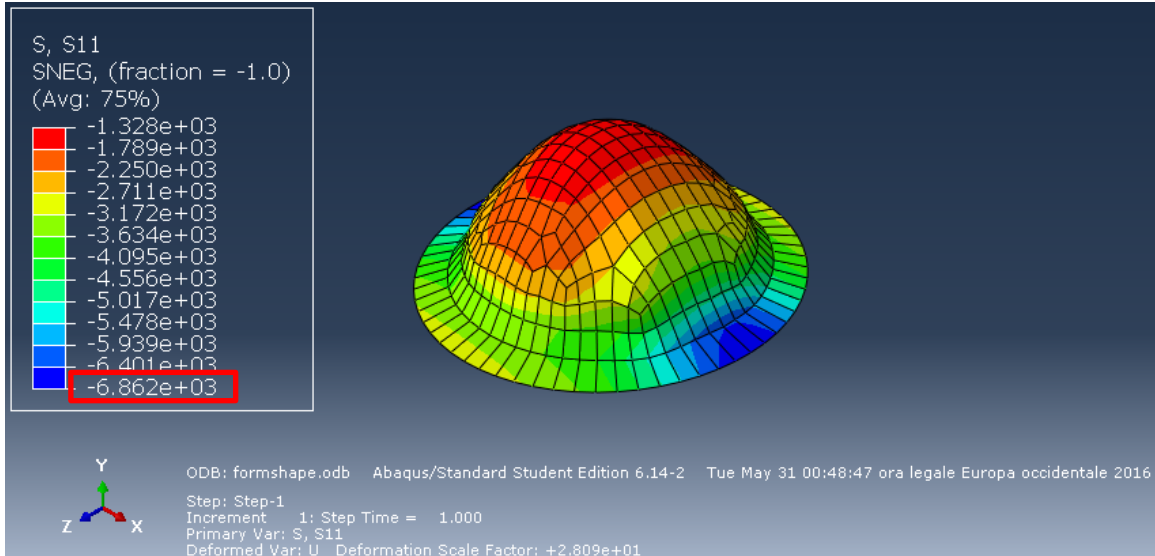 S, S11
SNEG, (fraction = -1.0)
(Avg: 75%)
-1.328e+03
-1.789e+03
-2.250e+03
-2.711e+03
-3.172e+03
-3.634e+03
-4.095e+03
-4.556e+03
-5.017e+03
-5.478e+03
-5.939e+03
-6.401e+03
-6.862e+03
Y
Z X
ODB: formshape.odb Abaqus/Standard Student Edition 6.14-2 Tue May 31 00:48:47 ora legale Europa occidentale 2016
Step: Step-1
Increment 1: Step Time = 1.000
Primary Var: S, S11
Deformed Var: U Deformation Scale Factor: +2.809e+01